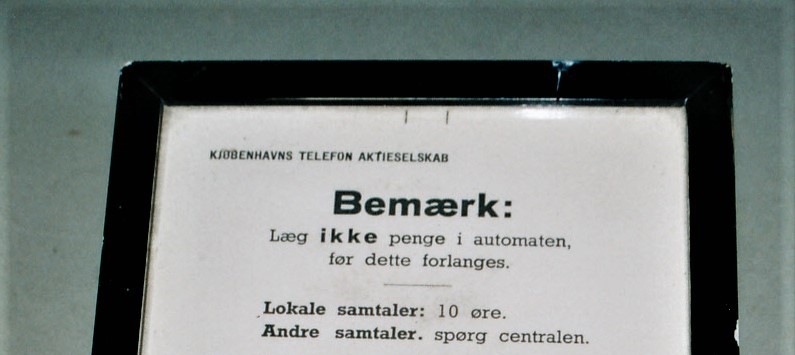 KJØBENHAVNS TELEFON AKTIESELSKAB
Bemærk:
Læg ikke penge i automaten,
før dette forlanges.
Lokale samtaler: 10 øre.
Andre samtaler. spørg centralen.